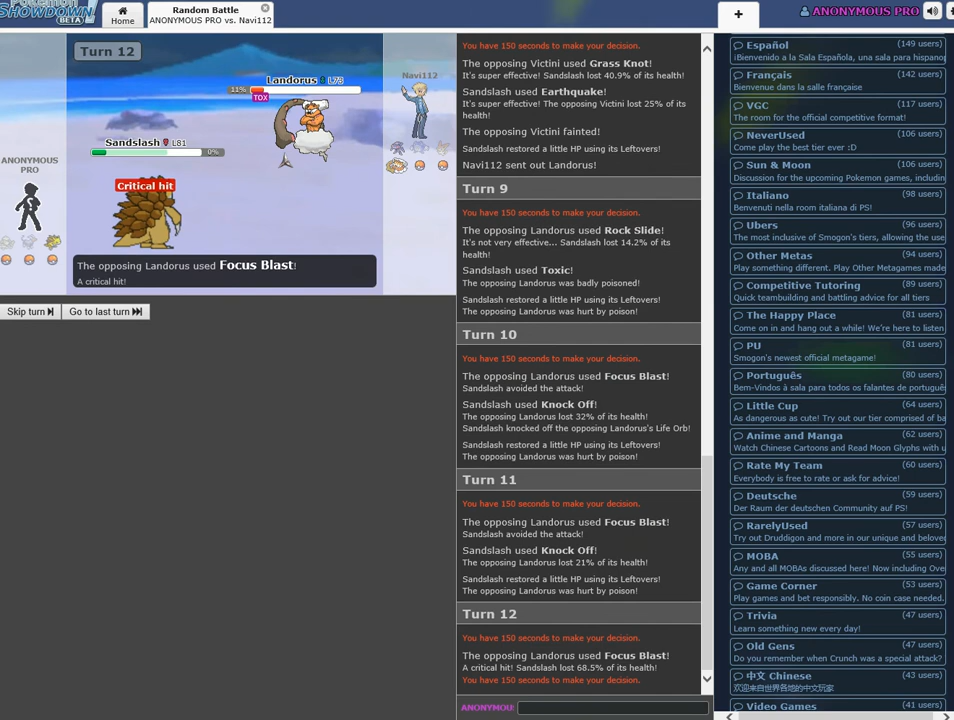 Pokémon
SHOWDOWN
BETA
Home
Random Battle
ANONYMOUS PRO vs. Navi112
+
ANONYMOUS PRO
Turn 12
Landorus L73
11%
TOX
Navi112
Sandslash L81
0%
ANONYMOUS
PRO
Critical hit
The opposing Landorus used Focus Blast!
A critical hit!
Skip turn
Go to last turn
You have 150 seconds to make your decision.
The opposing Victini used Grass Knot!
It's super effective! Sandslash lost 40.9% of its health!
Sandslash used Earthquake!
It's super effective! The opposing Victini lost 25% of its
health!
The opposing Victini fainted!
Sandslash restored a little HP using its Leftovers!
Navi112 sent out Landorus!
Turn 9
You have 150 seconds to make your decision.
The opposing Landorus used Rock Slide!
It's not very effective... Sandslash lost 14.2% of its
health!
Sandslash used Toxic!
The opposing Landorus was badly poisoned!
Sandslash restored a little HP using its Leftovers!
The opposing Landorus was hurt by poison!
Turn 10
You have 150 seconds to make your decision.
The opposing Landorus used Focus Blast!
Sandslash avoided the attack!
Sandslash used Knock Off!
The opposing Landorus lost 32% of its health!
Sandslash knocked off the opposing Landorus's Life Orb!
Sandslash restored a little HP using its Leftovers!
The opposing Landorus was hurt by poison!
Turn 11
You have 150 seconds to make your decision.
The opposing Landorus used Focus Blast!
Sandslash avoided the attack!
Sandslash used Knock Off!
The opposing Landorus lost 21% of its health!
Sandslash restored a little HP using its Leftovers!
The opposing Landorus was hurt by poison!
Turn 12
You have 150 seconds to make your decision.
The opposing Landorus used Focus Blast!
A critical hit! Sandslash lost 68.5% of its health!
You have 150 seconds to make your decision.
ANONYMOU
Español (149 users)
¡Bienvenido a la Sala Española, una sala para hispano
Français (142 users)
Bienvenue dans la salle française
VGC (117 users)
The room for the official competitive format!
NeverUsed (106 users)
Come play the best tier ever :D
Sun & Moon (106 users)
Discussion for the upcoming Pokemon games, includin
Italiano (98 users)
Benvenuti nella room italiana di PS!
Ubers (96 users)
The most inclusive of Smogon's tiers, allowing the use
Other Metas (94 users)
Play something different. Play Other Metagames made
Competitive Tutoring (89 users)
Quick teambuilding and battling advice for all tiers
The Happy Place (81 users)
Come on in and hang out a while! We're here to listen
PU (81 users)
Smogon's newest official metagame!
Português (80 users)
Bem-Vindos à sala para todos os falantes de portuguê
Little Cup (64 users)
As dangerous as cute! Try out our tier comprised of ba
Anime and Manga (62 users)
Watch Chinese Cartoons and Read Moon Glyphs with u
Rate My Team (60 users)
Everybody is free to rate or ask for advice!
Deutsche (59 users)
Der Raum der deutschen Community auf PS!
RarelyUsed (57 users)
Try out Druddigon and more in our unique and belove
MOBA (55 users)
Any and all MOBAs discussed here! Now including Ove
Game Corner (53 users)
Play games and bet responsibly. No coin case needed.
Trivia (47 users)
Learn something new every day!
Old Gens (47 users)
Do you remember when Crunch was a special attack?
中文 Chinese (43 users)
欢迎来自世界各地的中文玩家
Video Games (41 users)